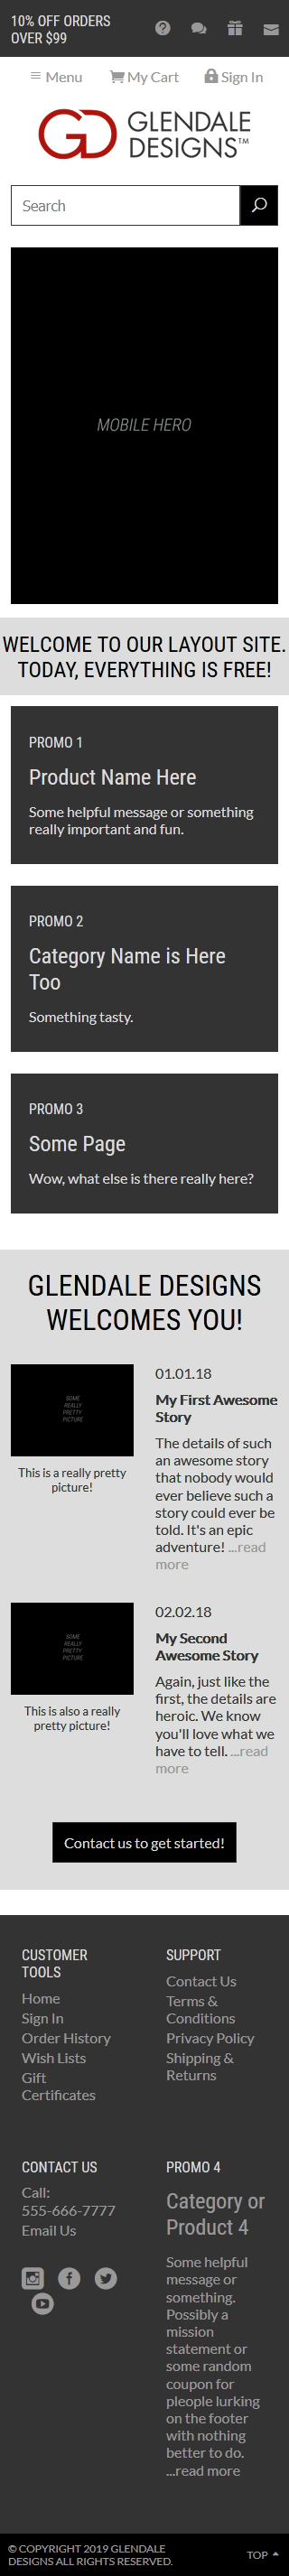 10% OFF ORDERS
OVER $99
Menu My Cart Sign In
GLENDALE
DESIGNS™
Search
MOBILE HERO
WELCOME TO OUR LAYOUT SITE.
TODAY, EVERYTHING IS FREE!
PROMO 1
Product Name Here
Some helpful message or something
really important and fun.
PROMO 2
Category Name is Here
Too
Something tasty.
PROMO 3
Some Page
Wow, what else is there really here?
GLENDALE DESIGNS
WELCOMES YOU!
SOME
REALLY
PRETTY
PICTURE
This is a really pretty
picture!
01.01.18
My First Awesome
Story
The details of such
an awesome story
that nobody would
ever believe such a
story could ever be
told. It's an epic
adventure! ...read
more
SOME
REALLY
PRETTY
PICTURE
This is also a really
pretty picture!
02.02.18
My Second
Awesome Story
Again, just like the
first, the details are
heroic. We know
you'll love what we
have to tell. ...read
more
Contact us to get started!
CUSTOMER
TOOLS
Home
Sign In
Order History
Wish Lists
Gift
Certificates
SUPPORT
Contact Us
Terms &
Conditions
Privacy Policy
Shipping &
Returns
CONTACT US
Call:
555-666-7777
Email Us
PROMO 4
Category or
Product 4
Some helpful
message or
something.
Possibly a
mission
statement or
some random
coupon for
pleople lurking
on the footer
with nothing
better to do.
...read more
© COPYRIGHT 2019 GLENDALE
DESIGNS ALL RIGHTS RESERVED.
TOP